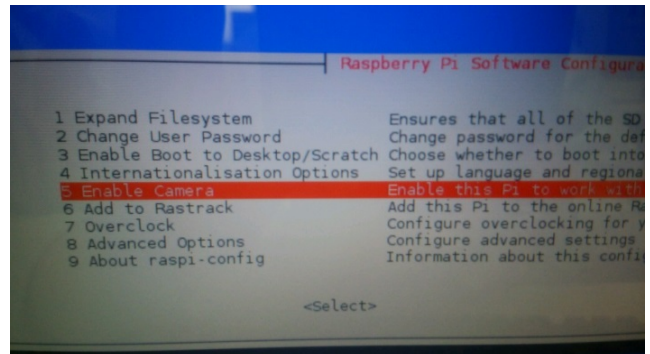 Raspberry Pi Software Configura
1 Expand Filesystem Ensures that all of the SD
2 Change User Password Change password for the def
3 Enable Boot to Desktop/Scratch Choose whether to boot into
4 Internationalisation Options Set up language and regiona
5 Enable Camera Enable this Pi to work with
6 Add to Rastrack Add this Pi to the online Ra
7 Overclock Configure overclocking for y
8 Advanced Options Configure advanced settings
9 About raspi-config Information about this confi
<Select>